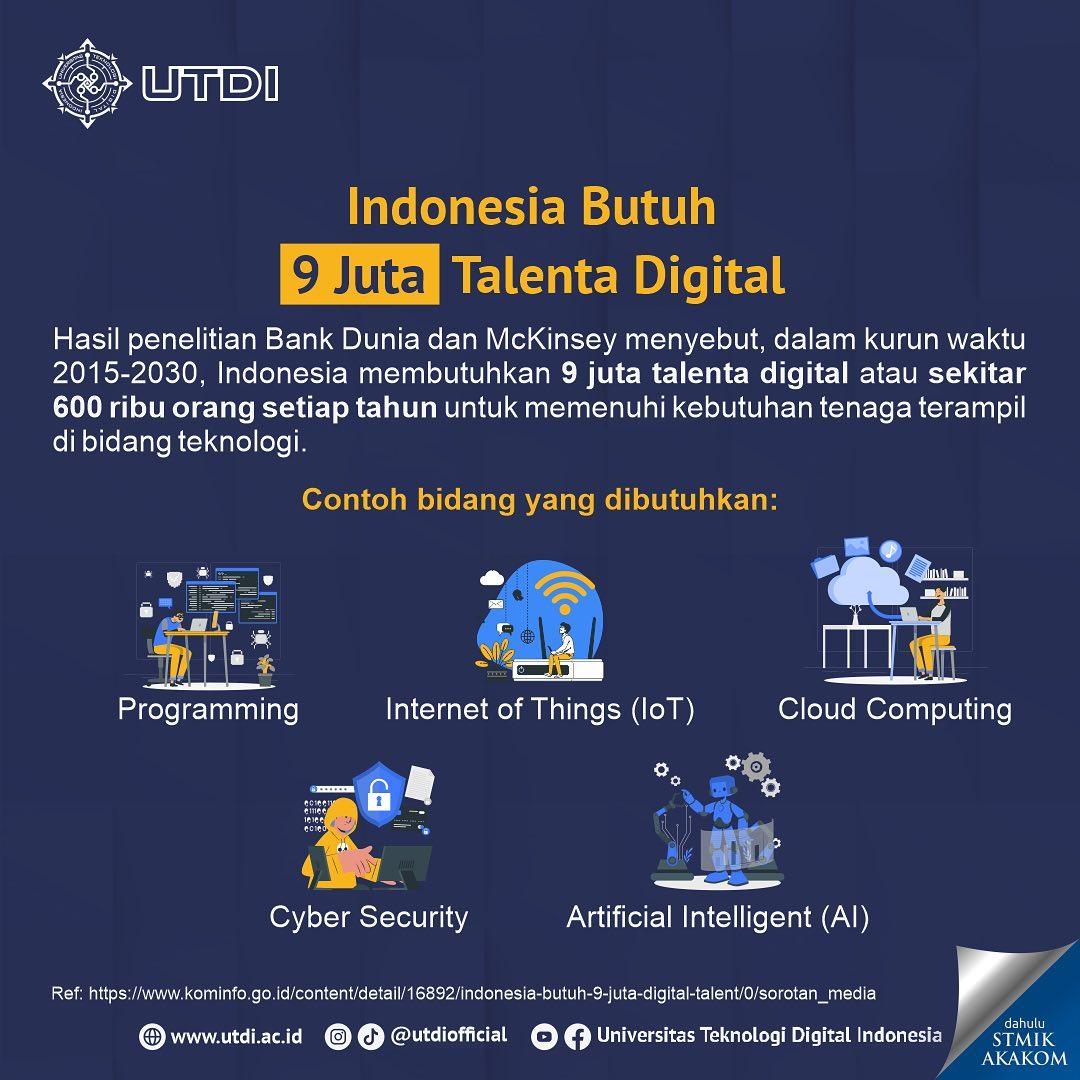 UTDI
Indonesia Butuh
9 Juta Talenta Digital
Hasil penelitian Bank Dunia dan McKinsey menyebut, dalam kurun waktu
2015-2030, Indonesia membutuhkan 9 juta talenta digital atau sekitar
600 ribu orang setiap tahun untuk memenuhi kebutuhan tenaga terampil
di bidang teknologi.
Contoh bidang yang dibutuhkan:
Programming
Internet of Things (IoT)
Cloud Computing
Cyber Security
Artificial Intelligent (AI)
Ref: https://www.kominfo.go.id/content/detail/16892/indonesia-butuh-9-juta-digital-talent/0/sorotan_media
www.utdi.ac.id
@utdiofficial
Universitas Teknologi Digital Indonesia
dahulu
STMIK
AKAKOM